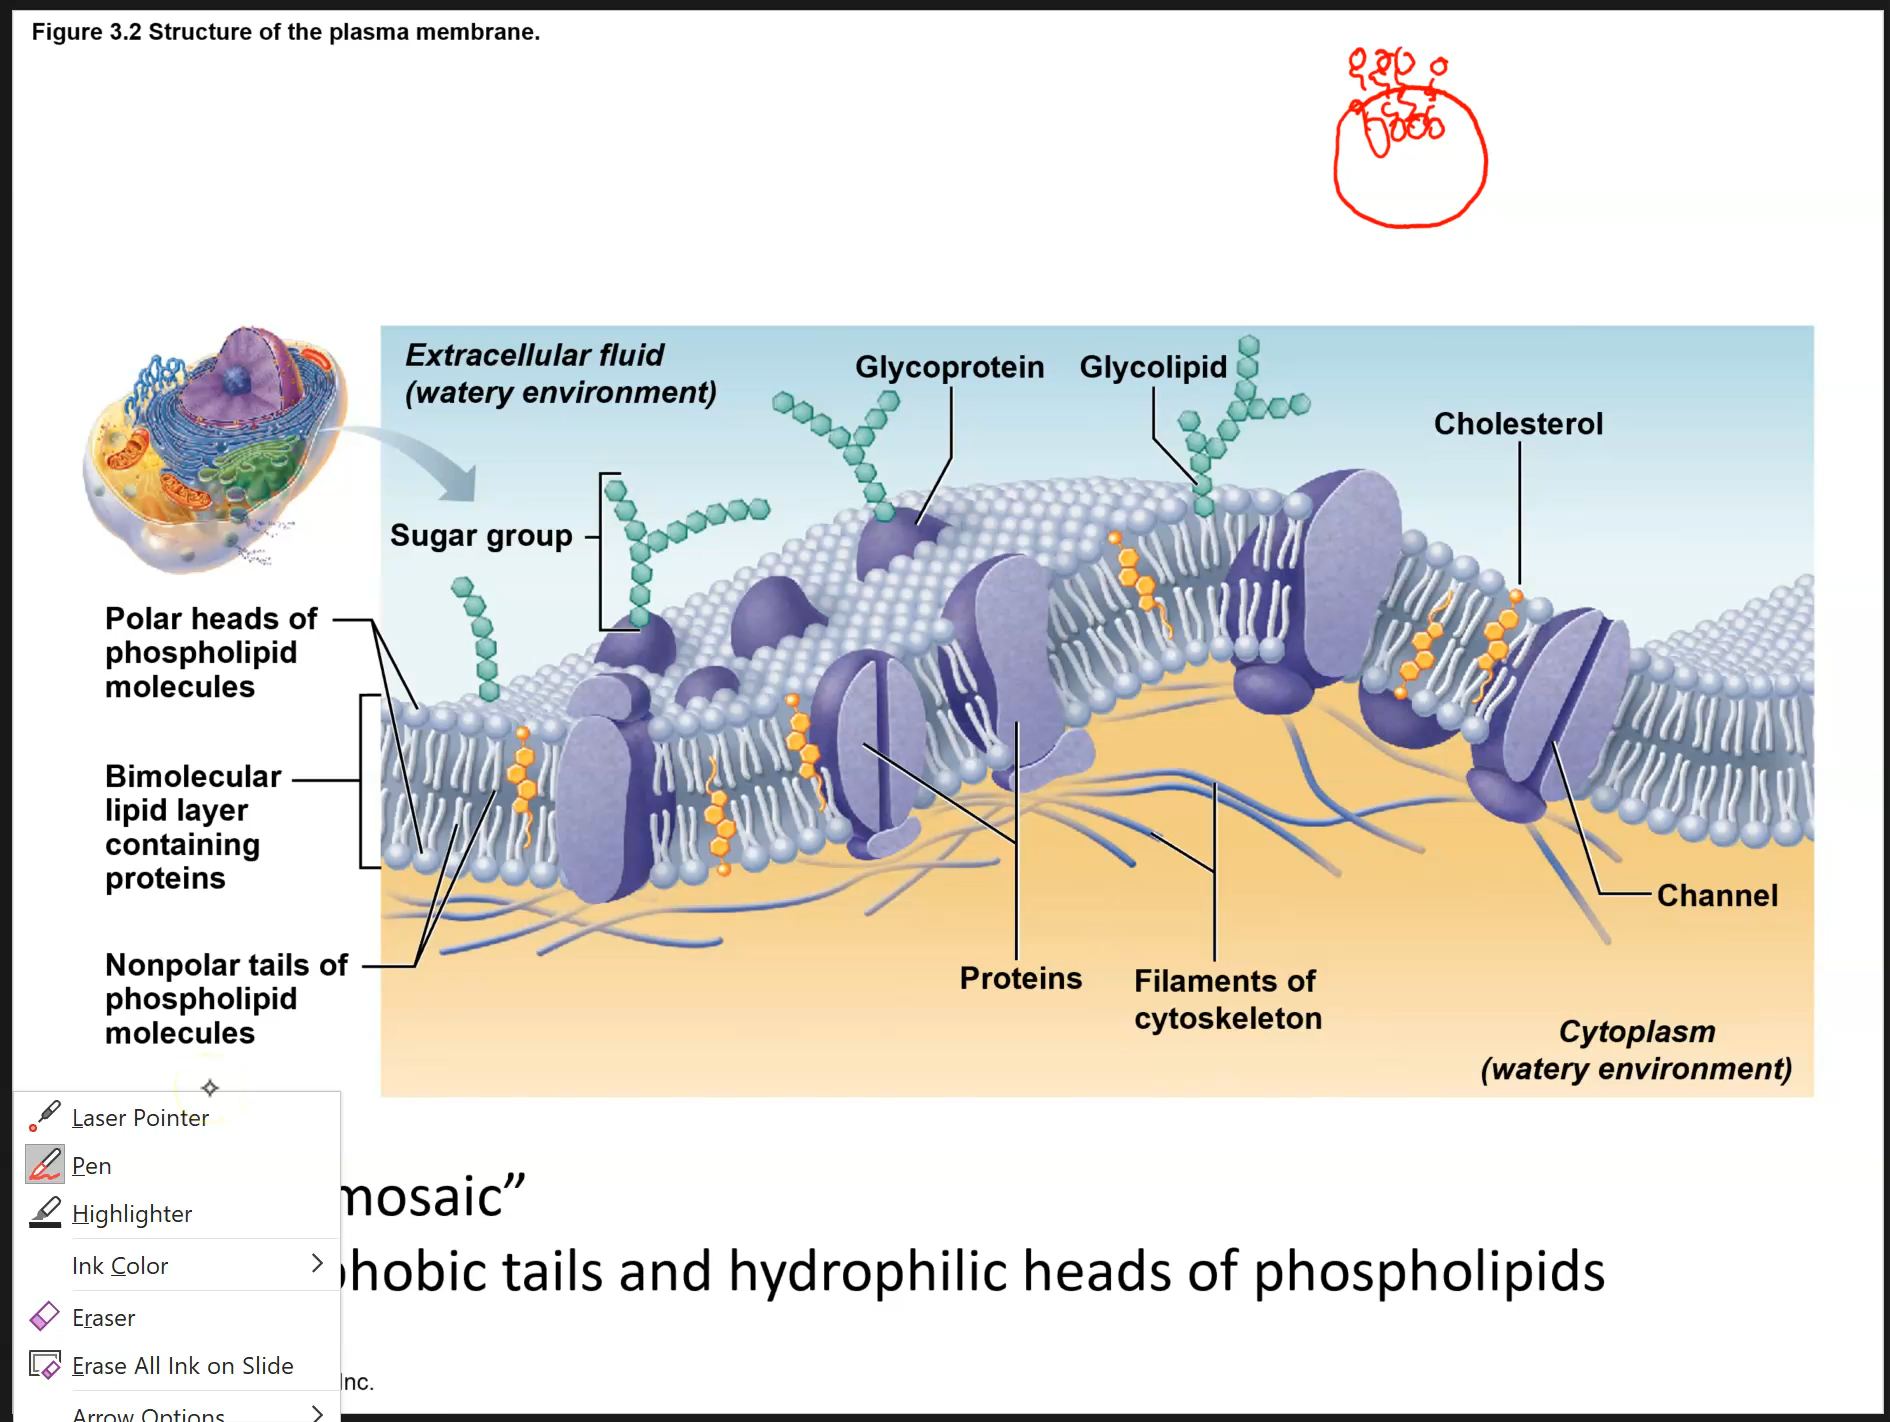 Figure 3.2 Structure of the plasma membrane.
Extracellular fluid
(watery environment)
Glycoprotein
Glycolipid
Cholesterol
Sugar group
Polar heads of
phospholipid
molecules
Bimolecular
lipid layer
containing
proteins
Nonpolar tails of
phospholipid
molecules
Proteins
Filaments of
cytoskeleton
Channel
Cytoplasm
(watery environment)
Laser Pointer
Pen
Highlighter
Ink Color
Eraser
Erase All Ink on Slide
Arrow Options
mosaic”
phobic tails and hydrophilic heads of phospholipids
Inc.